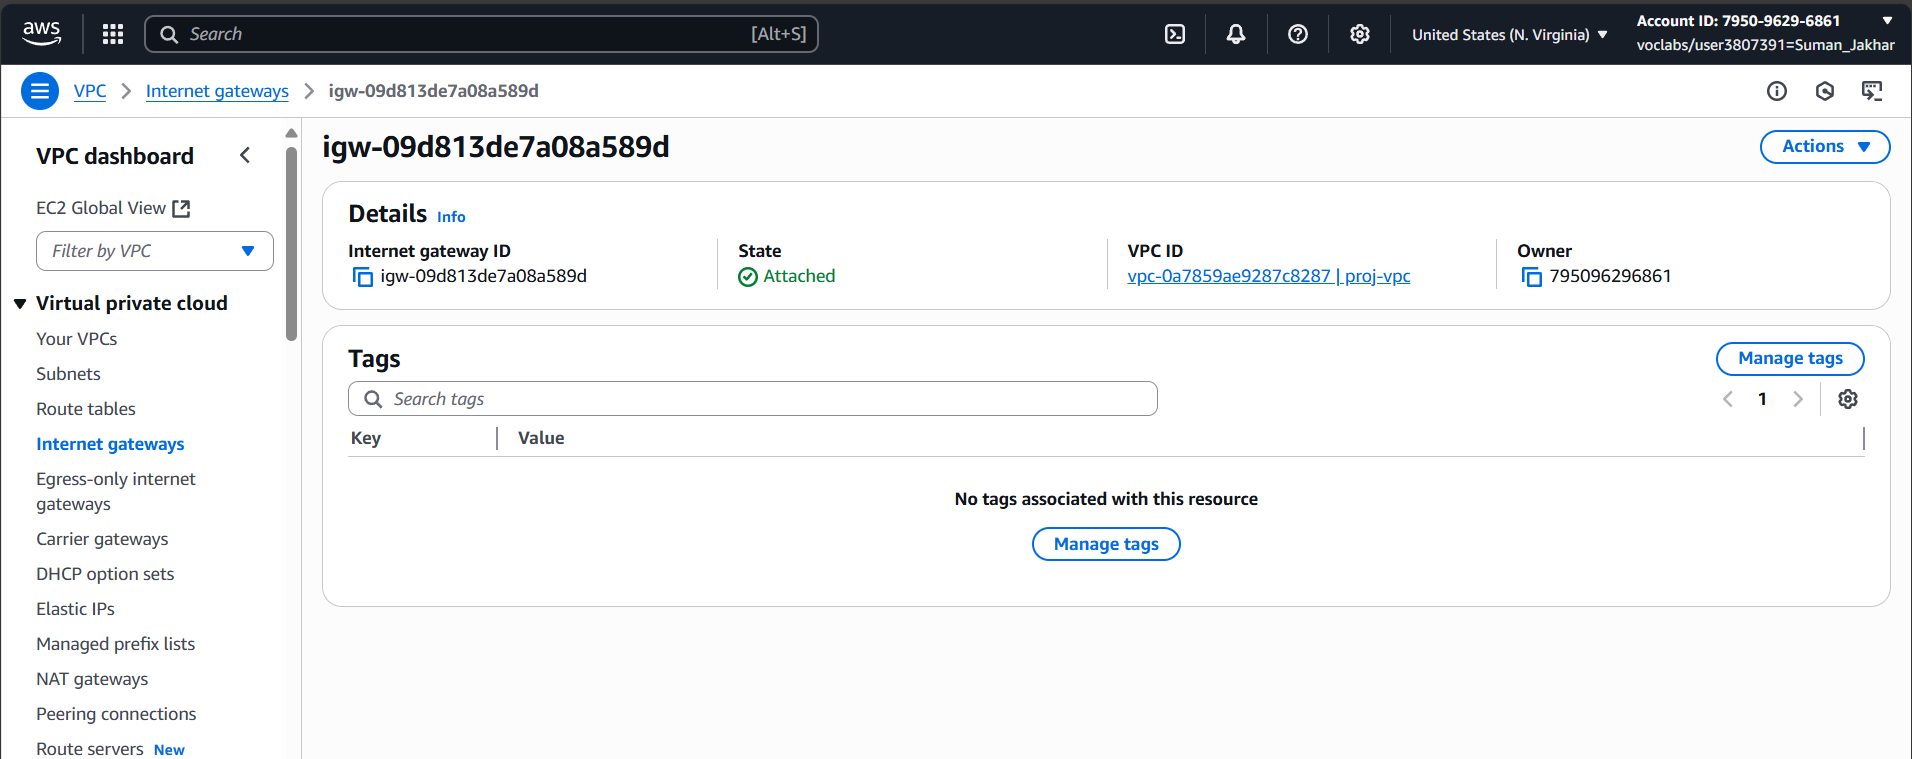 aws
Search [Alt+S]
United States (N. Virginia)
Account ID: 7950-9629-6861
voclabs/user3807391=Suman_Jakhar
VPC Internet gateways igw-09d813de7a08a589d
VPC dashboard
EC2 Global View
Filter by VPC
Virtual private cloud
Your VPCs
Subnets
Route tables
Internet gateways
Egress-only internet
gateways
Carrier gateways
DHCP option sets
Elastic IPs
Managed prefix lists
NAT gateways
Peering connections
Route servers New
igw-09d813de7a08a589d
Actions
Details Info
Internet gateway ID
igw-09d813de7a08a589d
State
Attached
VPC ID
vpc-0a7859ae9287c8287 | proj-vpc
Owner
795096296861
Tags
Manage tags
Search tags
1
Key Value
No tags associated with this resource
Manage tags